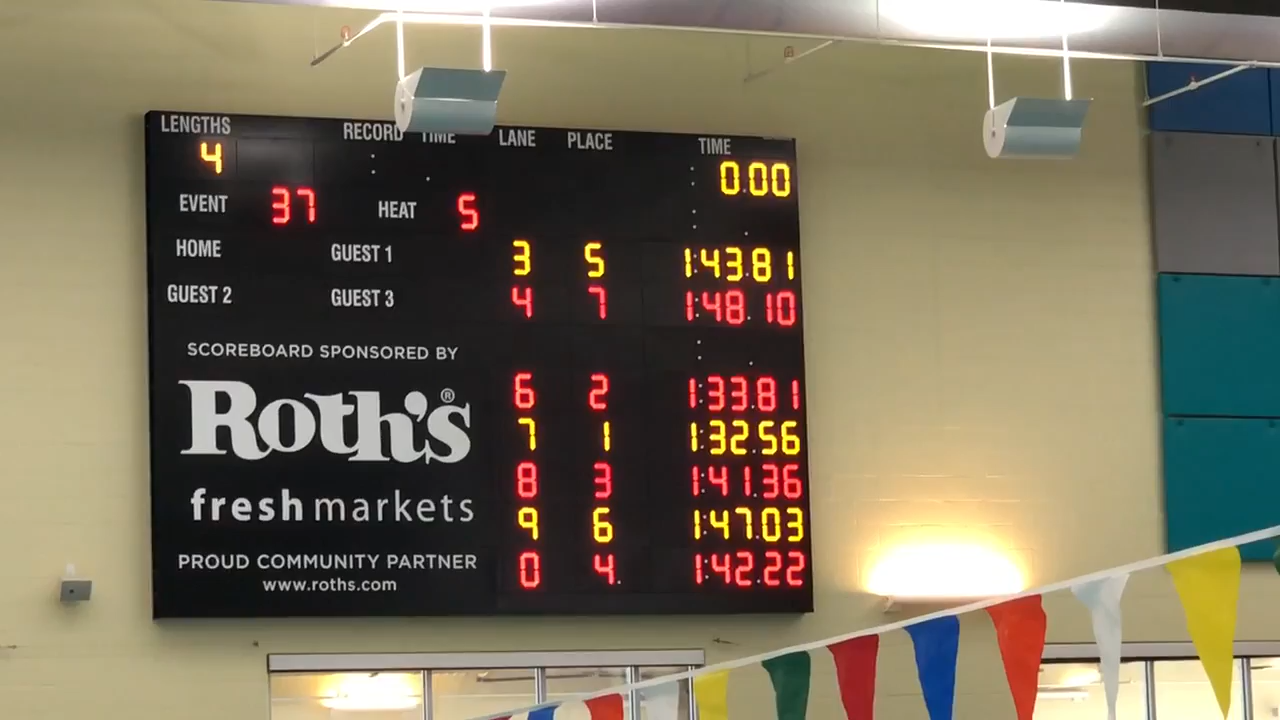 LENGTHS RECORD TIME LANE PLACE TIME
4 0.00
EVENT 37 HEAT 5
HOME GUEST 1 3 5 1:43.81
GUEST 2 GUEST 3 4 7 1:48.10
SCOREBOARD SPONSORED BY
Roth's®
6 2 1:33.81
7 1 1:32.56
8 3 1:41.36
fresh markets 9 6 1:47.03
PROUD COMMUNITY PARTNER 0 4. 1:42.22
www.roths.com